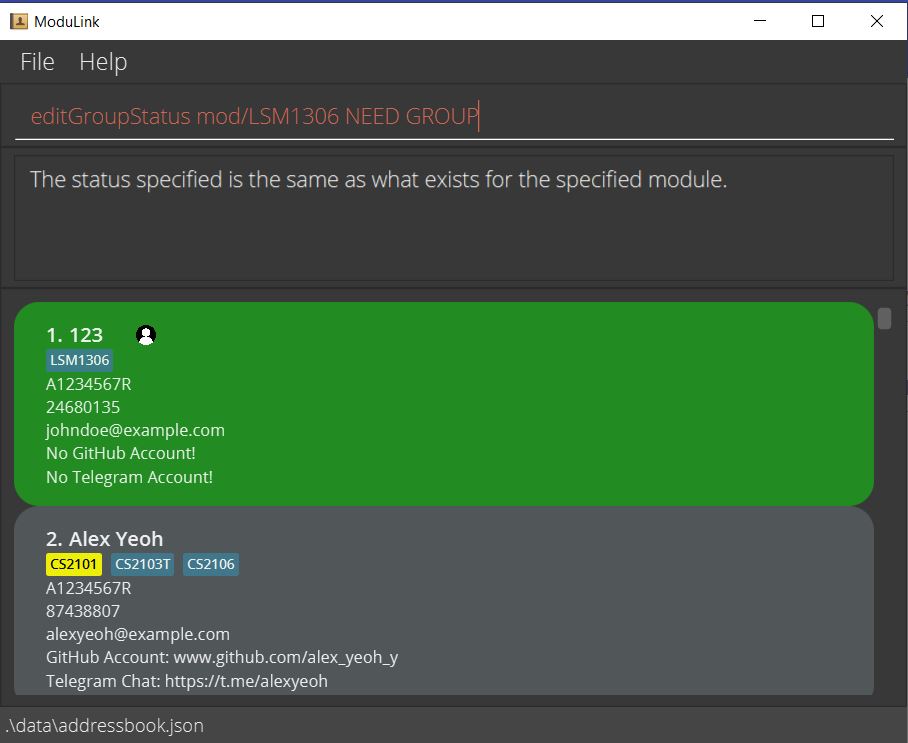 ModuLink
File Help
editGroupStatus mod/LSM1306 NEED GROUP
The status specified is the same as what exists for the specified module.
1. 123
LSM1306
A1234567R
24680135
johndoe@example.com
No GitHub Account!
No Telegram Account!
2. Alex Yeoh
CS2101 CS2103T CS2106
A1234567R
87438807
alexyeoh@example.com
GitHub Account: www.github.com/alex_yeoh_y
Telegram Chat: https://t.me/alexyeoh
.\data\addressbook.json